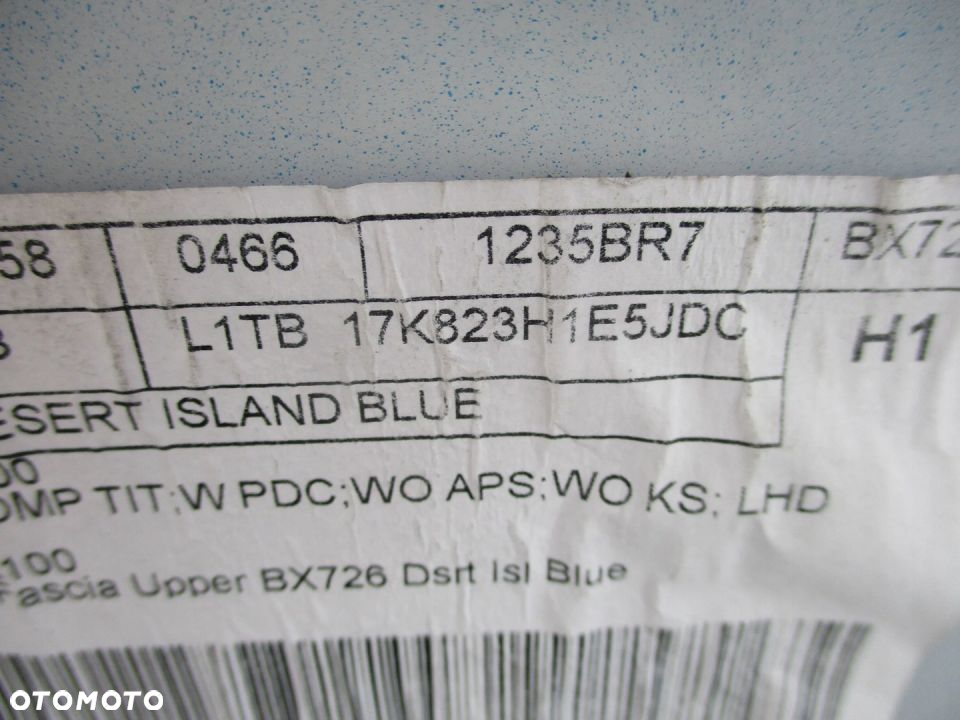 58 0466 1235BR7 BX72
3 L1TB 17K823H1E5JDC H1
ESERT ISLAND BLUE
00
OMP TIT;W PDC;WO APS;WO KS; LHD
100
Fascia Upper BX726 Dsrt Isl Blue
OTOMOTO